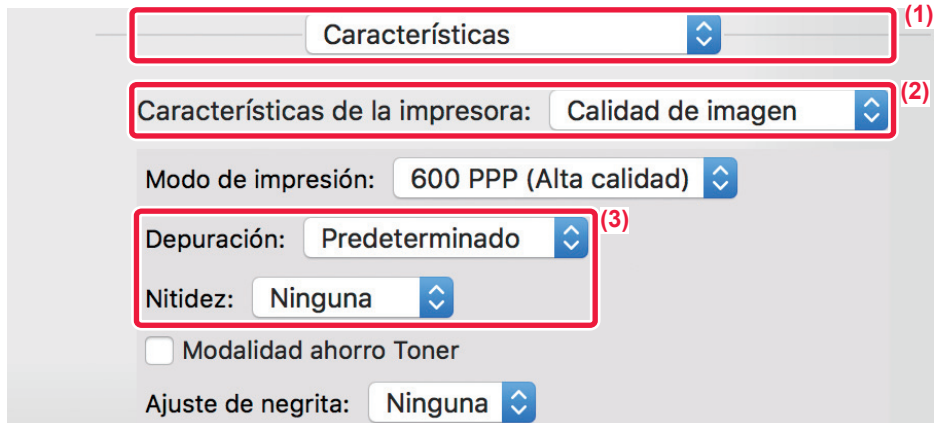 Características
(1)
Características de la impresora: Calidad de imagen
(2)
Modo de impresión: 600 PPP (Alta calidad)
Depuración: Predeterminado
(3)
Nitidez: Ninguna
Modalidad ahorro Toner
Ajuste de negrita: Ninguna